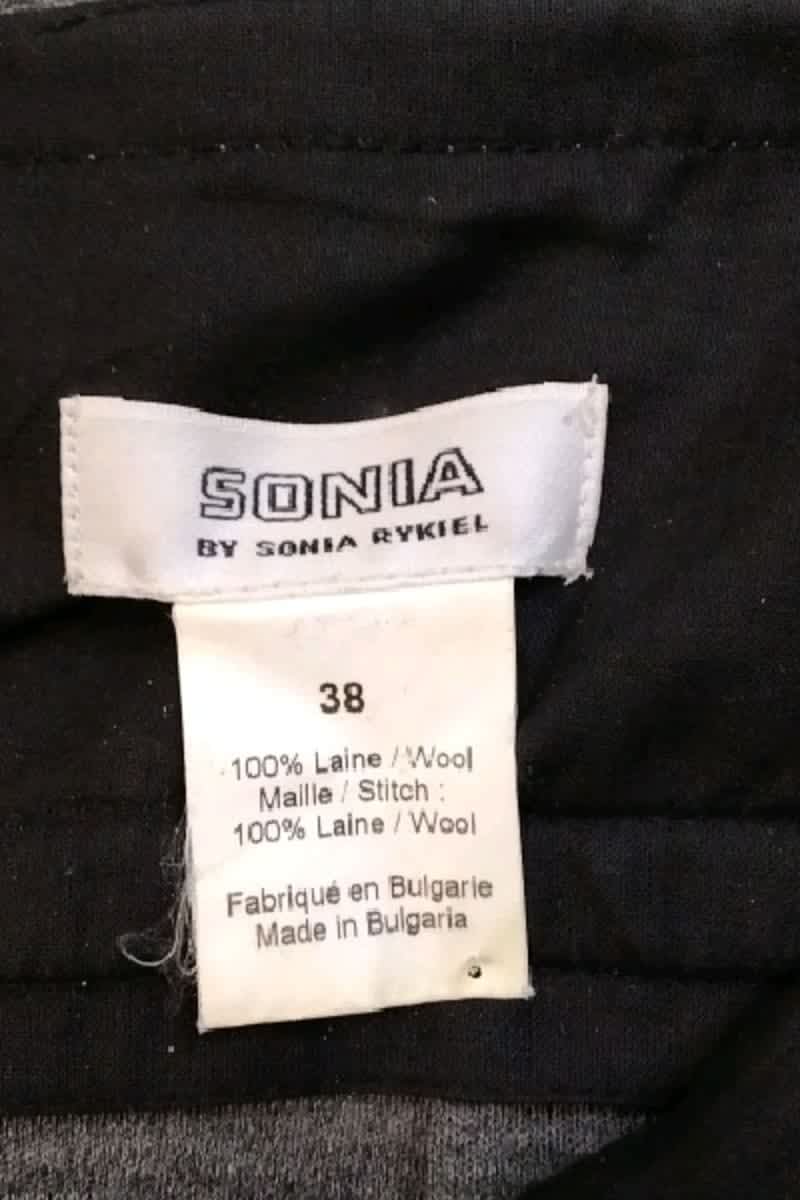 SONIA
BY SONIA RYKIEL
38
100% Laine / Wool
Maille / Stitch :
100% Laine / Wool
Fabriqué en Bulgarie
Made in Bulgaria